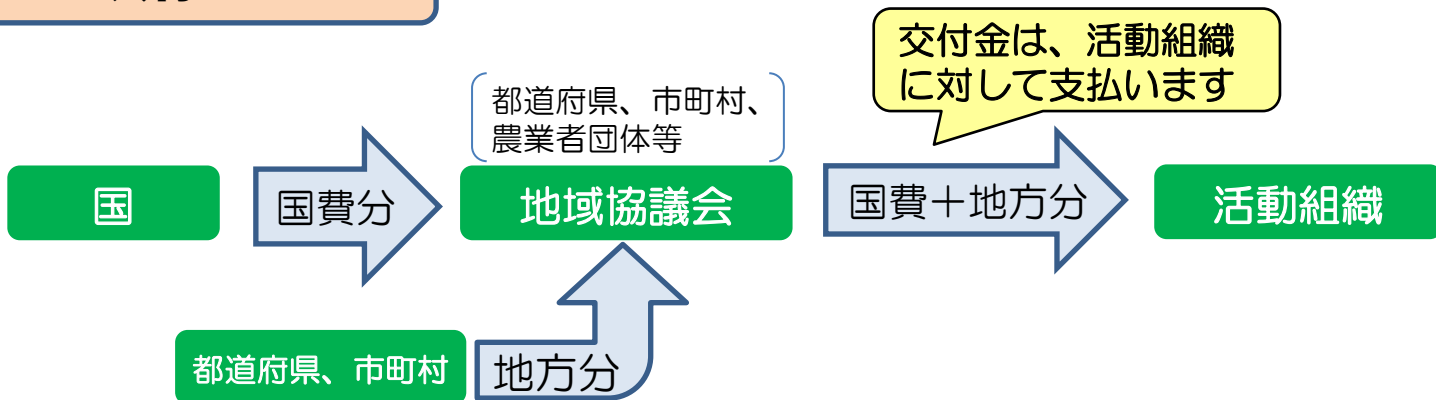 交付金は、活動組織
に対して支払います
都道府県、市町村、
農業者団体等
国
国費分
地域協議会
国費＋地方分
活動組織
都道府県、市町村
地方分